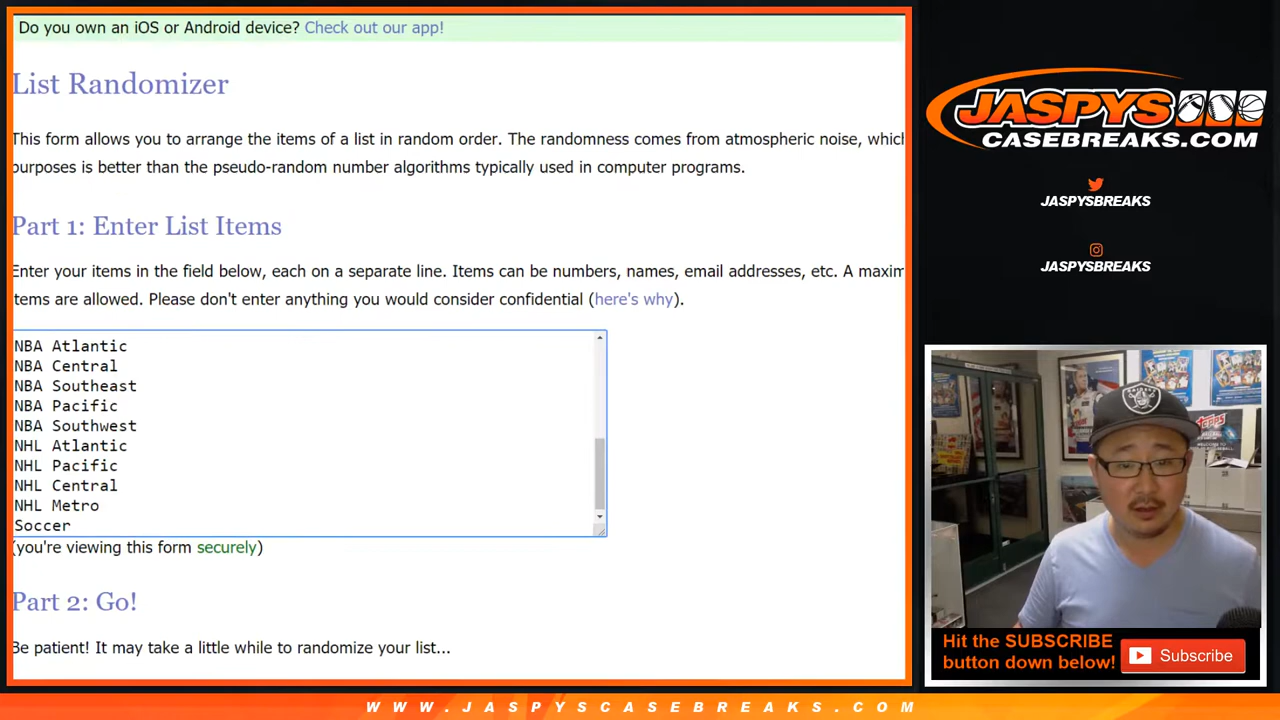 Do you own an iOS or Android device? Check out our app!
List Randomizer
This form allows you to arrange the items of a list in random order. The randomness comes from atmospheric noise, which
purposes is better than the pseudo-random number algorithms typically used in computer programs.
Part 1: Enter List Items
Enter your items in the field below, each on a separate line. Items can be numbers, names, email addresses, etc. A maxim
items are allowed. Please don't enter anything you would consider confidential (here's why).
NBA Atlantic
NBA Central
NBA Southeast
NBA Pacific
NBA Southwest
NHL Atlantic
NHL Pacific
NHL Central
NHL Metro
Soccer
(you're viewing this form securely)
Part 2: Go!
Be patient! It may take a little while to randomize your list...
JASPYS
CASEBREAKS.COM
JASPYSBREAKS
JASPYSBREAKS
RAIDERS
TOPPS
Hit the SUBSCRIBE
button down below!
Subscribe
WWW.JASPYSCASEBREAKS.COM